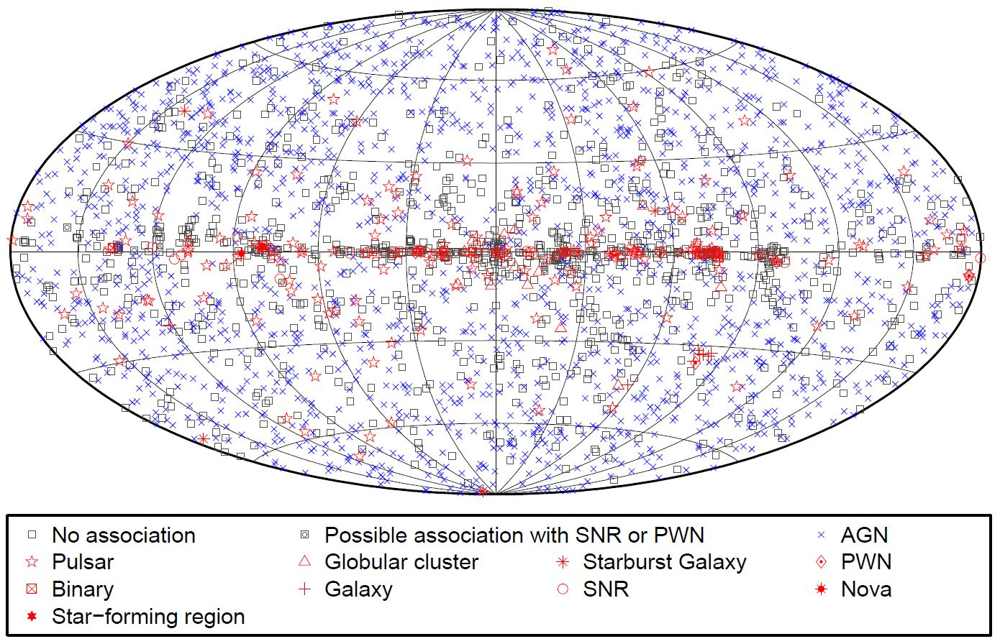 No association Possible association with SNR or PWN AGN
Pulsar Globular cluster Starburst Galaxy PWN
Binary Galaxy SNR Nova
Star−forming region